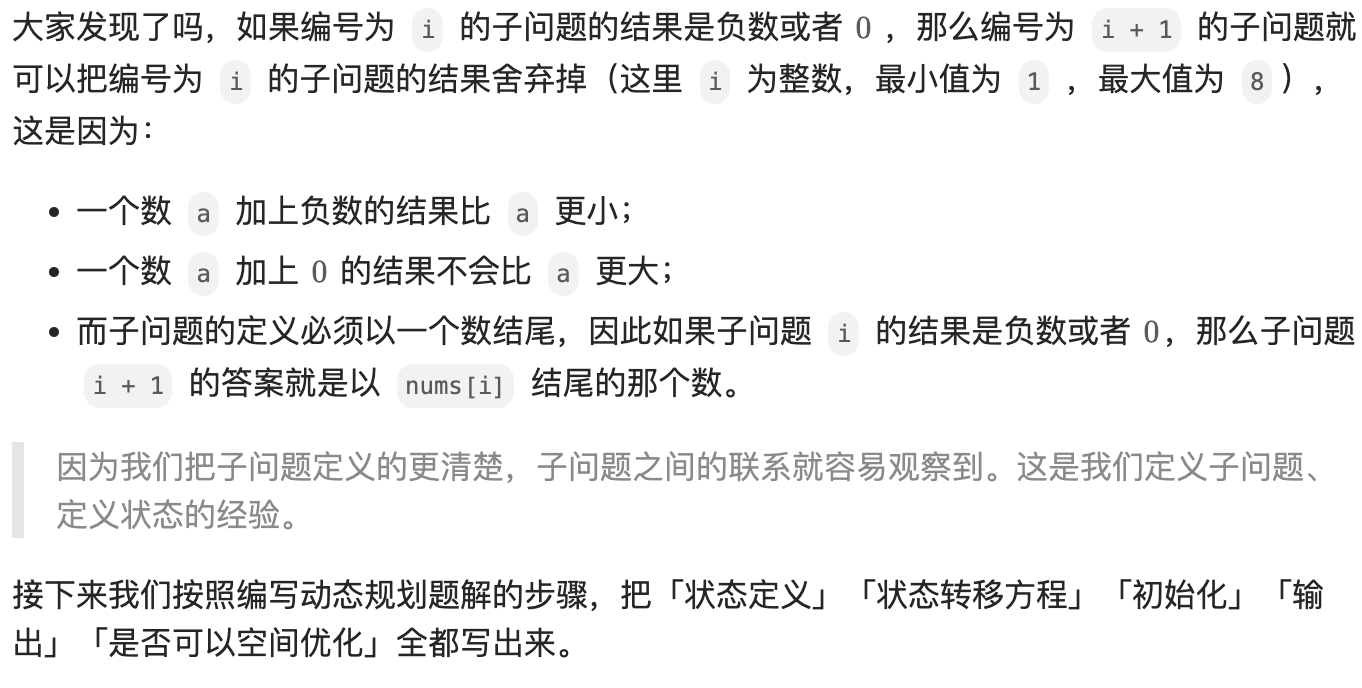 大家发现了吗，如果编号为 i 的子问题的结果是负数或者 0 ，那么编号为 i + 1 的子问题就
可以把编号为 i 的子问题的结果舍弃掉（这里 i 为整数，最小值为 1 ，最大值为 8 ），
这是因为：
• 一个数 a 加上负数的结果比 a 更小；
• 一个数 a 加上 0 的结果不会比 a 更大；
• 而子问题的定义必须以一个数结尾，因此如果子问题 i 的结果是负数或者 0，那么子问题
i + 1 的答案就是以 nums[i] 结尾的那个数。
因为我们把子问题定义的更清楚，子问题之间的联系就容易观察到。这是我们定义子问题、
定义状态的经验。
接下来我们按照编写动态规划题解的步骤，把「状态定义」「状态转移方程」「初始化」「输
出」「是否可以空间优化」全都写出来。